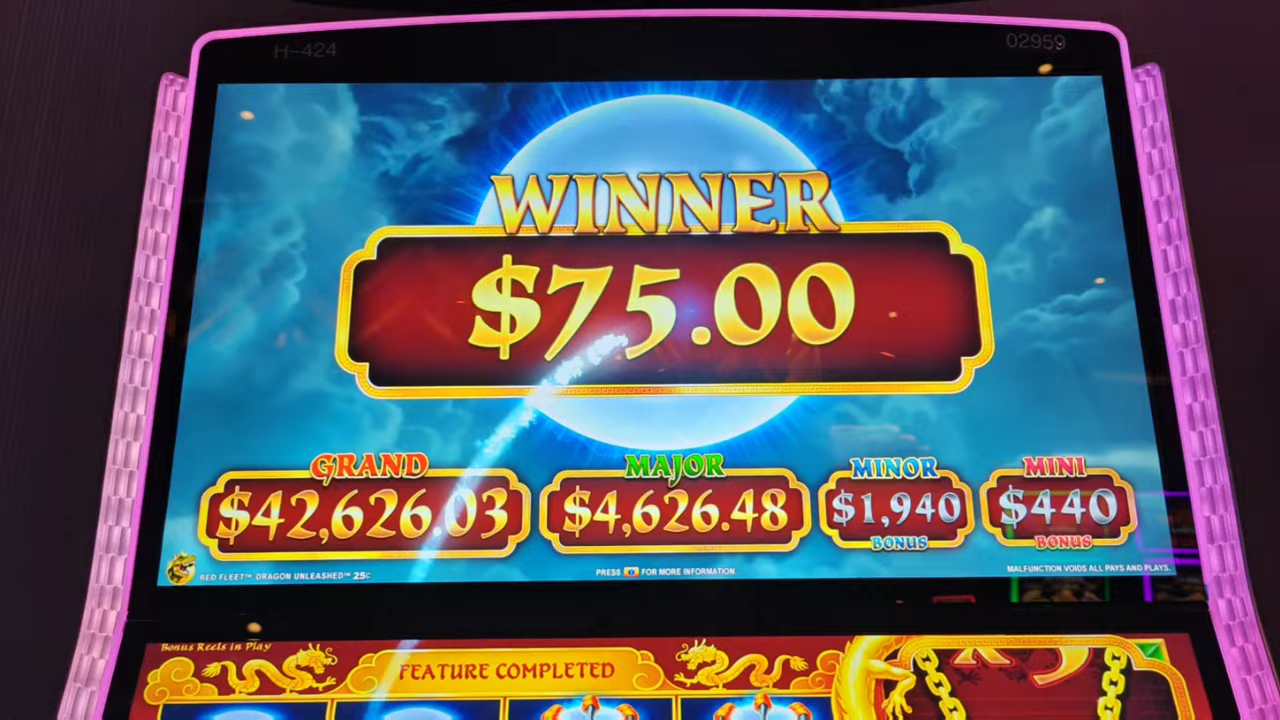 H-424
02959
WINNER
$75.00
GRAND
$42,626.03
MAJOR
$4,626.48
MINOR
$1,940
BONUS
MINI
$440
BONUS
RED FLEET™ DRAGON UNLEASHED™ 25¢
PRESS FOR MORE INFORMATION
MALFUNCTION VOIDS ALL PAYS AND PLAYS.
Bonus Reels in Play
FEATURE COMPLETED